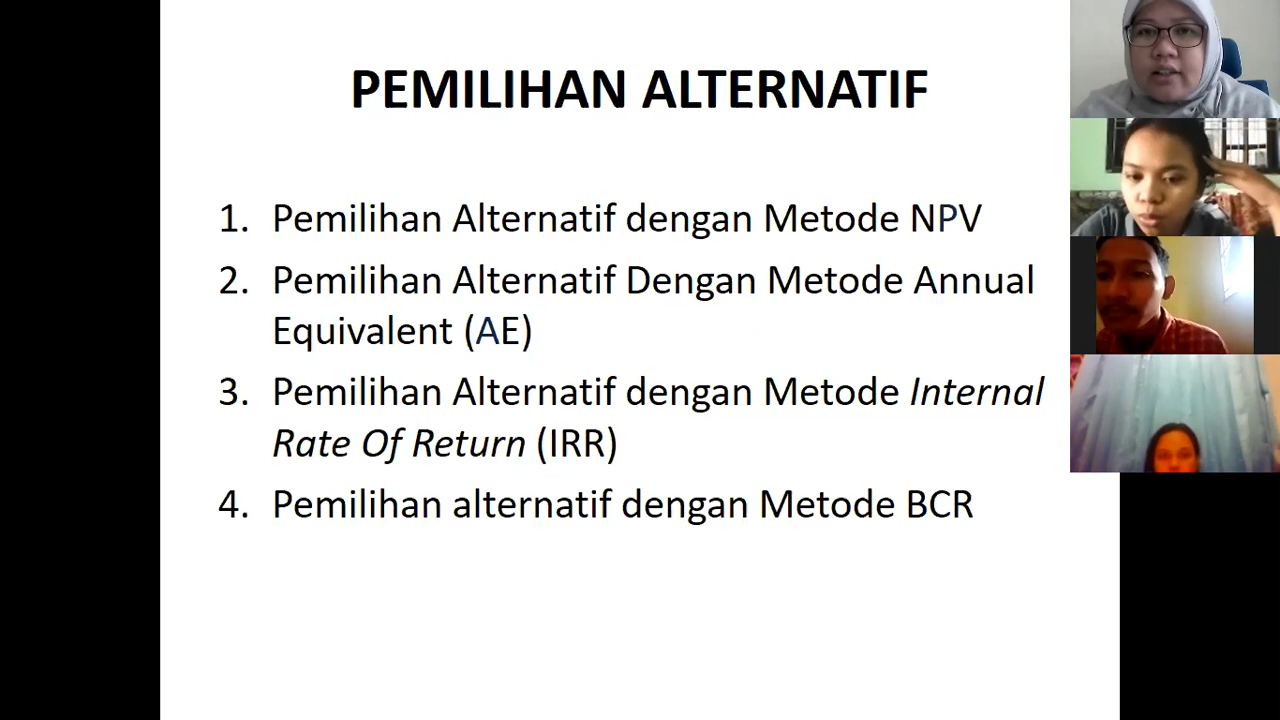 PEMILIHAN ALTERNATIF
1. Pemilihan Alternatif dengan Metode NPV
2. Pemilihan Alternatif Dengan Metode Annual
Equivalent (AE)
3. Pemilihan Alternatif dengan Metode Internal
Rate Of Return (IRR)
4. Pemilihan alternatif dengan Metode BCR